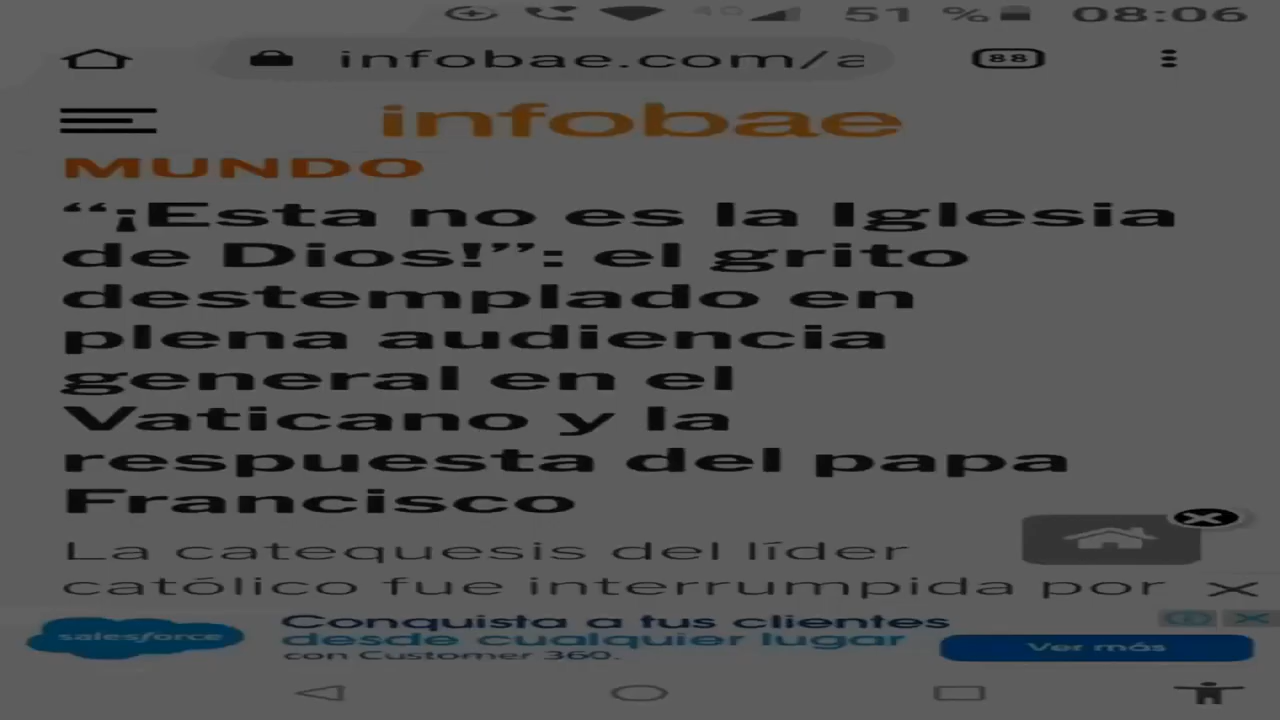 51 % 08:06
infobae.com/a 88
infobae
MUNDO
“¡Esta no es la Iglesia
de Dios!”: el grito
destemplado en
plena audiencia
general en el
Vaticano y la
respuesta del papa
Francisco
La catequesis del líder
católico fue interrumpida por
salesforce
Conquista a tus clientes
desde cualquier lugar
con Customer 360.
Ver más